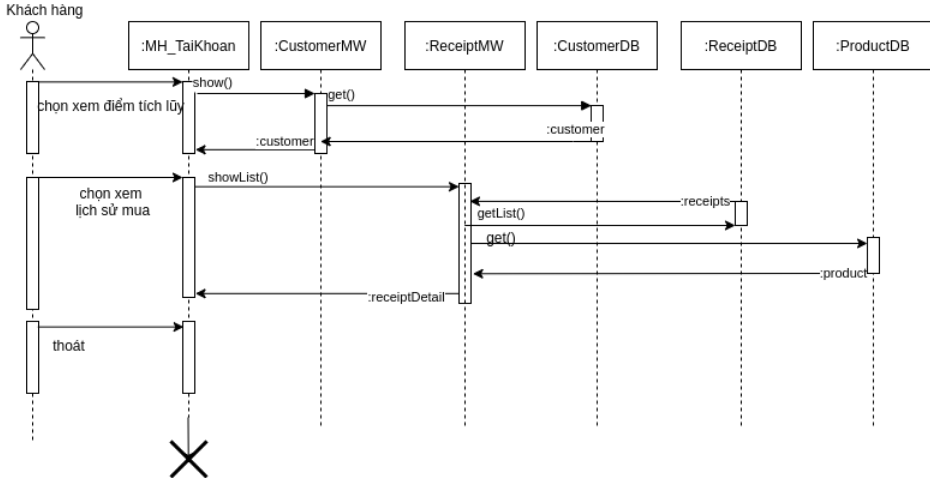 Khách hàng
:MH_TaiKhoan
:CustomerMW
:ReceiptMW
:CustomerDB
:ReceiptDB
:ProductDB
show()
get()
chọn xem điểm tích lũy
:customer
:customer
showList()
chọn xem
lịch sử mua
:receipts
getList()
get()
:product
:receiptDetail
thoát